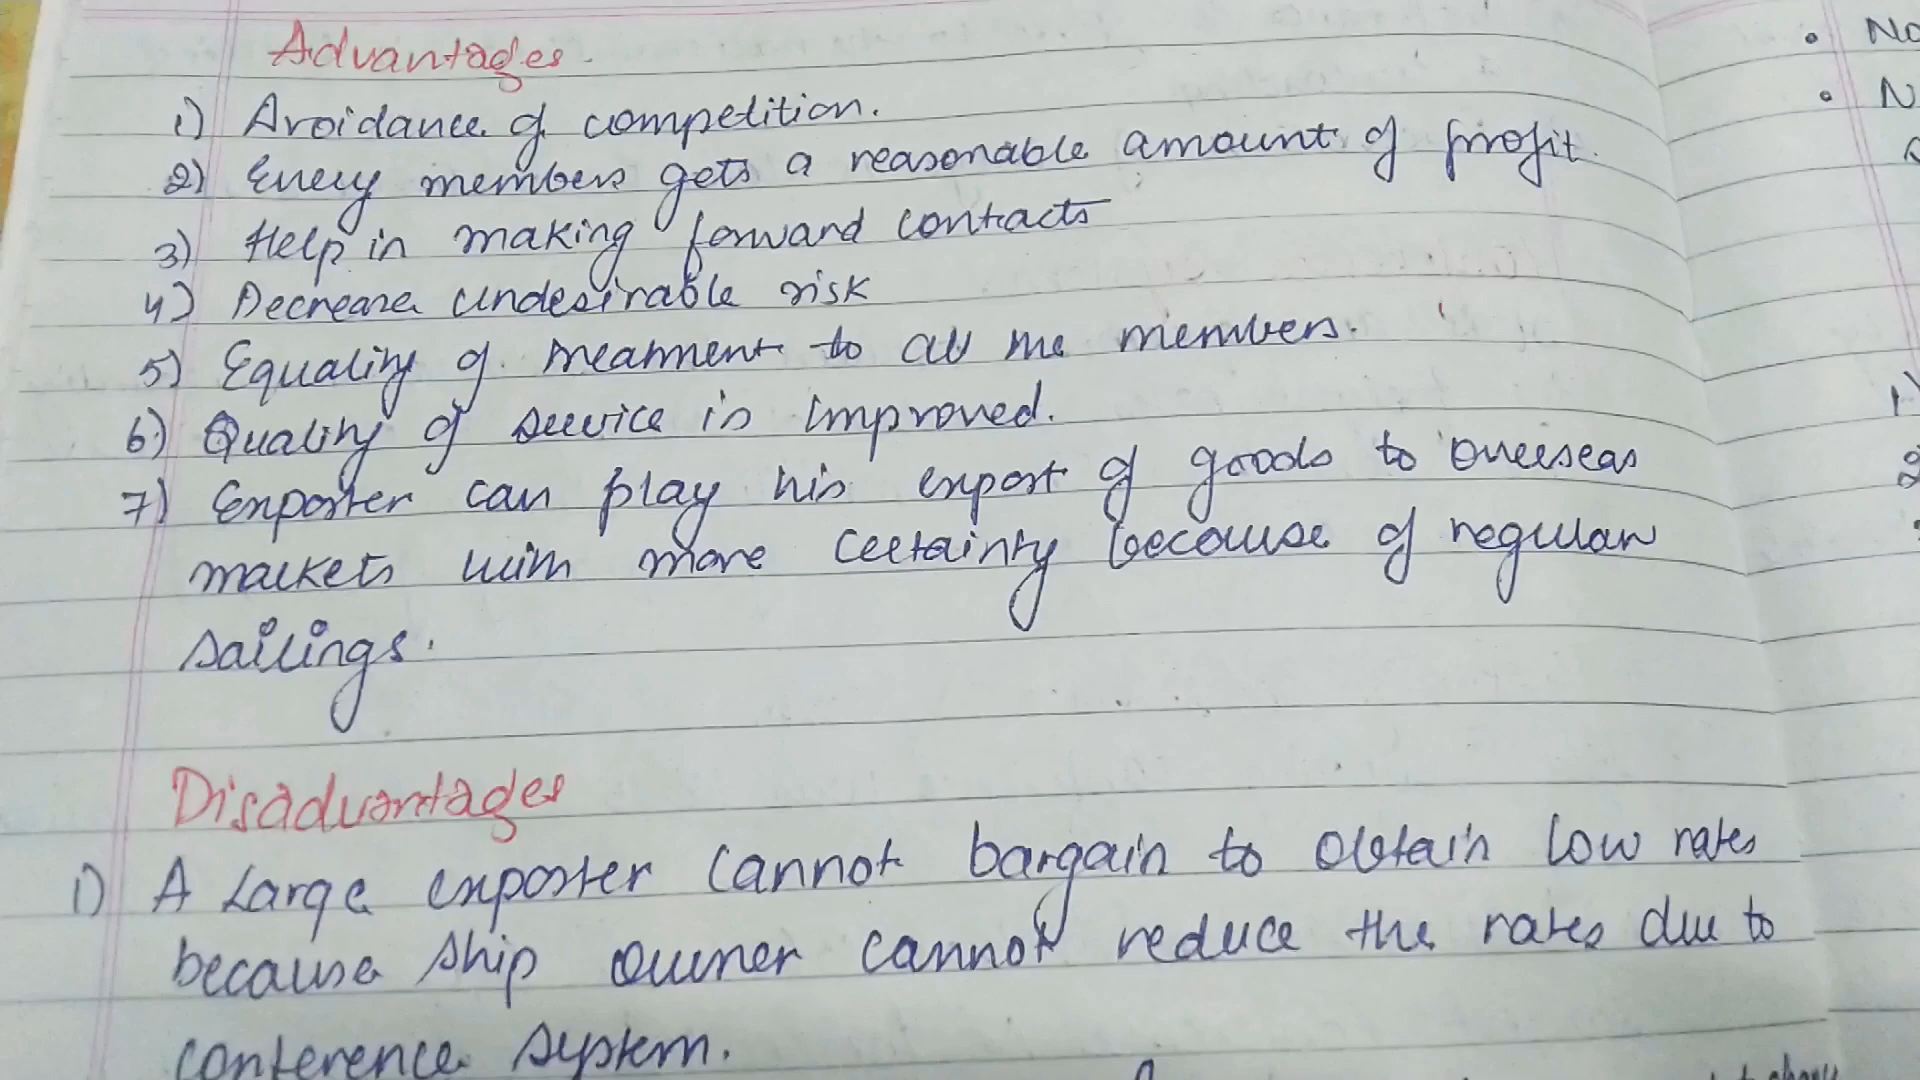 Advantages.
1) Avoidance of competition.
2) Every members gets a reasonable amount of profit.
3) Help in making forward contracts
4) Decrease undesirable risk
5) Equality of treatment to all the members.
6) Quality of service is improved.
7) Exporter can play his export of goods to overseas
markets with more certainty because of regular
sailings.
Disadvantages
1) A Large exporter cannot bargain to obtain low rates
because ship owner cannot reduce the rates due to
conference system.